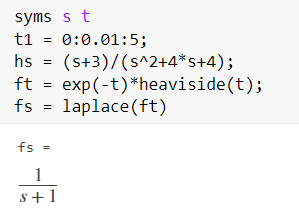 syms s t
t1 = 0:0.01:5;
hs = (s+3)/(s^2+4*s+4);
ft = exp(-t)*heaviside(t);
fs = laplace(ft)
fs =
1
s + 1